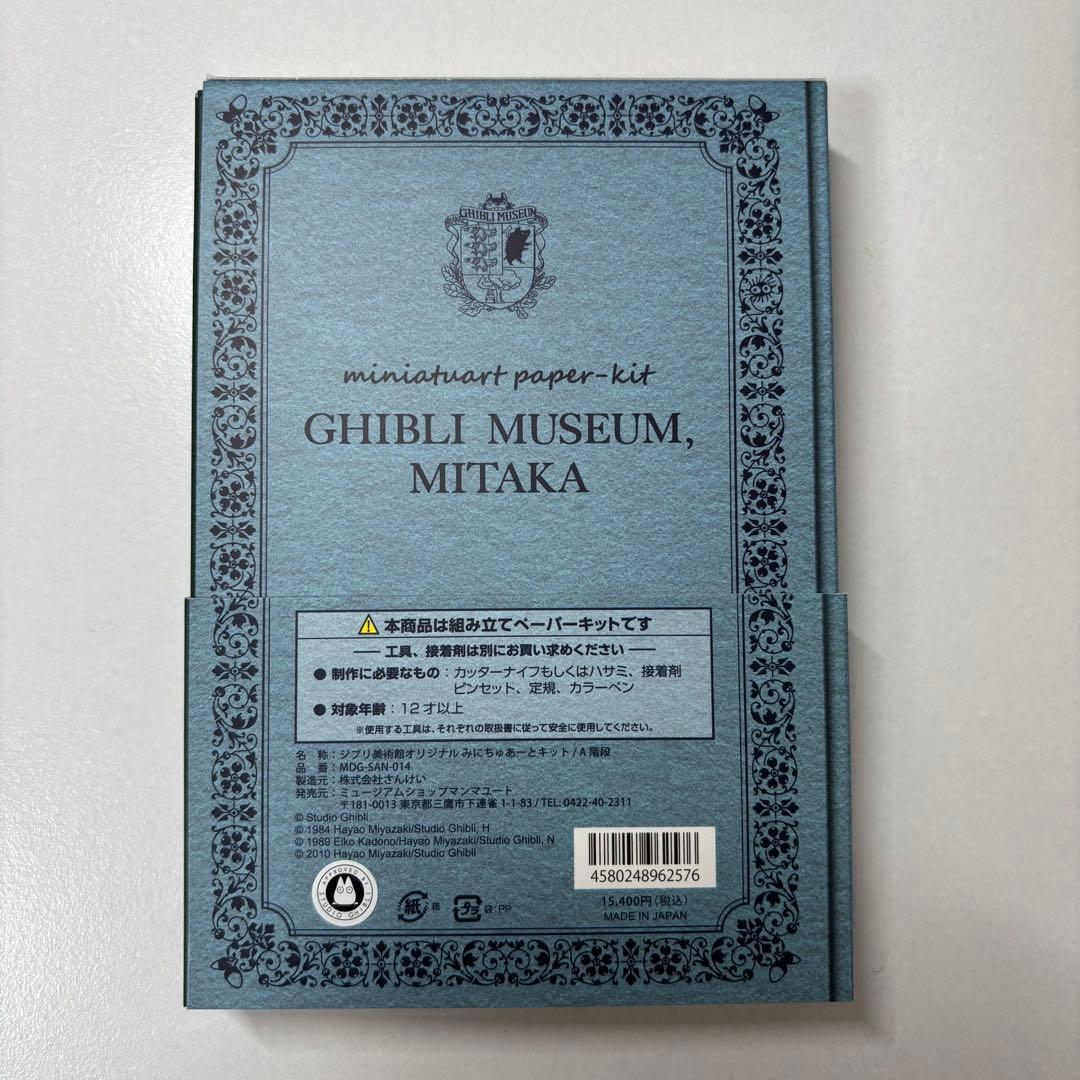 GHIBLI MUSEUM
miniatuart paper-kit
GHIBLI MUSEUM,
MITAKA
本商品は組み立てペーパーキットです
工具、接着剤は別にお買い求めください
● 制作に必要なもの：カッターナイフもしくはハサミ、接着剤
ピンセット、定規、カラーペン
● 対象年齢：12才以上
※使用する工具は、それぞれの取扱書に従って安全に使用してください。
名　称：ジブリ美術館オリジナル みにちゅあーとキット / A 階段
品　番：MDG-SAN-014
製造元：株式会社さんけい
発売元：ミュージアムショップマンマユート
〒181-0013 東京都三鷹市下連雀 1-1-83 / TEL: 0422-40-2311
© Studio Ghibli
© 1984 Hayao Miyazaki/Studio Ghibli, H
© 1989 Eiko Kadono/Hayao Miyazaki/Studio Ghibli, N
© 2010 Hayao Miyazaki/Studio Ghibli
APPROVED BY
STUDIO GHIBLI
紙 箱
プラ 袋：PP
4580248962576
15,400円（税込）
MADE IN JAPAN